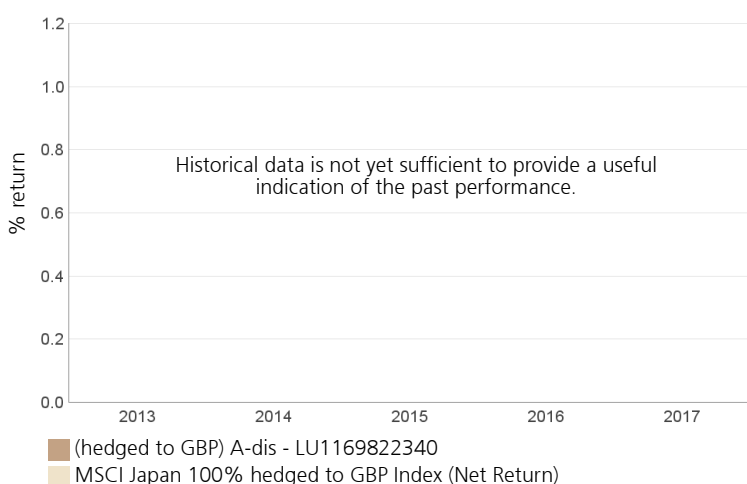 1.2
1.0
0.8
0.6
0.4
0.2
0.0
% return
Historical data is not yet sufficient to provide a useful
indication of the past performance.
2013 2014 2015 2016 2017
(hedged to GBP) A-dis - LU1169822340
MSCI Japan 100% hedged to GBP Index (Net Return)